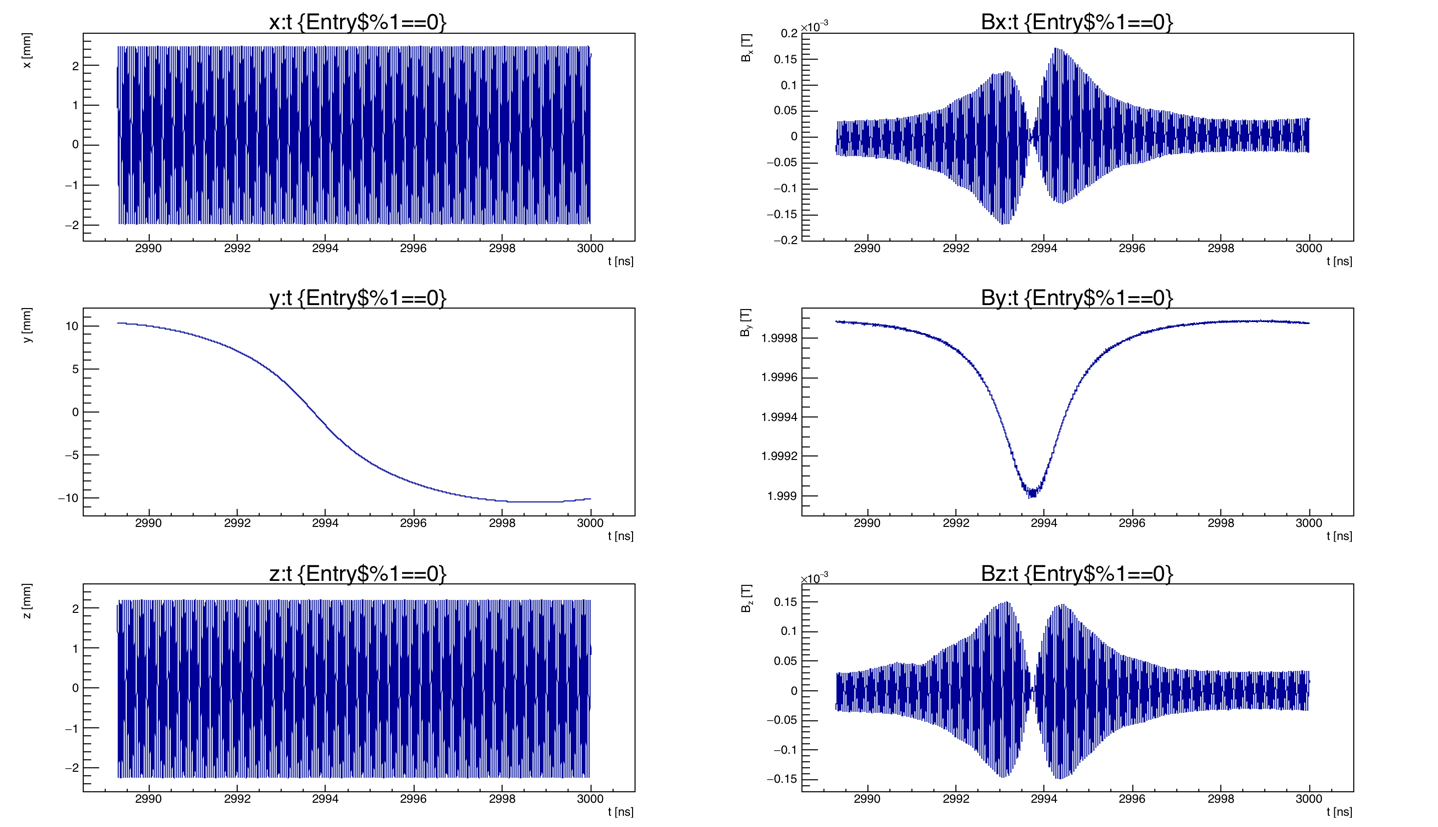 x:t {Entry$%1==0}
x [mm]
2
1
0
−1
−2
2990 2992 2994 2996 2998 3000
t [ns]
Bx:t {Entry$%1==0}
×10⁻³
Bₓ [T]
0.2
0.15
0.1
0.05
0
−0.05
−0.1
−0.15
−0.2
2990 2992 2994 2996 2998 3000
t [ns]
y:t {Entry$%1==0}
y [mm]
10
5
0
−5
−10
2990 2992 2994 2996 2998 3000
t [ns]
By:t {Entry$%1==0}
B_y [T]
1.9998
1.9996
1.9994
1.9992
1.999
2990 2992 2994 2996 2998 3000
t [ns]
z:t {Entry$%1==0}
z [mm]
2
1
0
−1
−2
2990 2992 2994 2996 2998 3000
t [ns]
Bz:t {Entry$%1==0}
×10⁻³
B_z [T]
0.15
0.1
0.05
0
−0.05
−0.1
−0.15
2990 2992 2994 2996 2998 3000
t [ns]